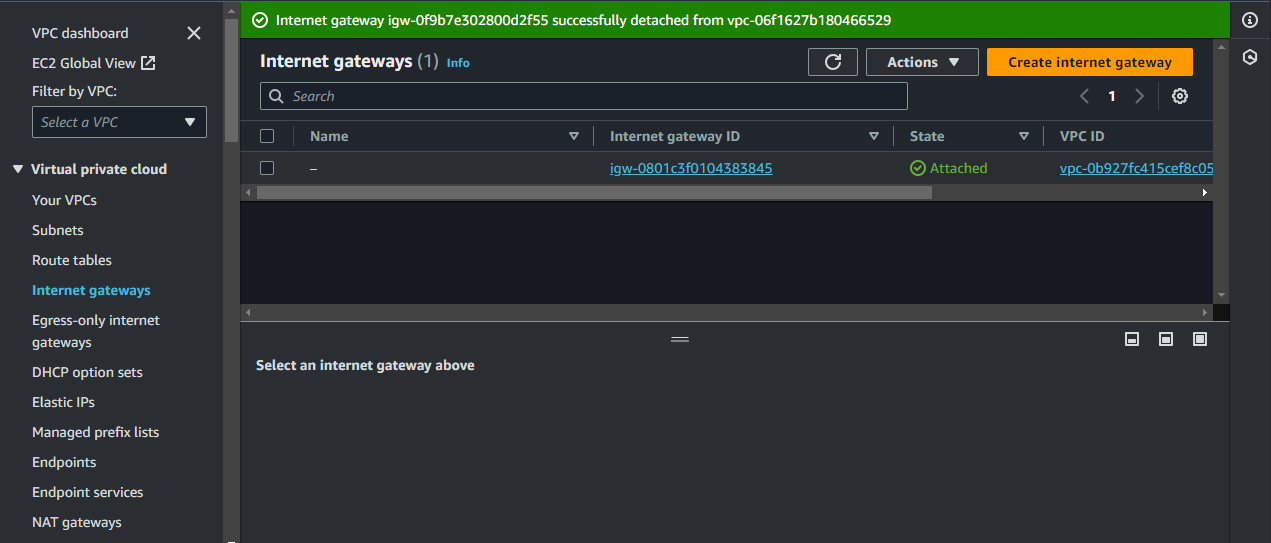 VPC dashboard
EC2 Global View
Filter by VPC:
Select a VPC
Virtual private cloud
Your VPCs
Subnets
Route tables
Internet gateways
Egress-only internet
gateways
DHCP option sets
Elastic IPs
Managed prefix lists
Endpoints
Endpoint services
NAT gateways
Internet gateway igw-0f9b7e302800d2f55 successfully detached from vpc-06f1627b180466529
Internet gateways (1) Info
Actions
Create internet gateway
Search
1
Name Internet gateway ID State VPC ID
– igw-0801c3f0104383845 Attached vpc-0b927fc415cef8c05
Select an internet gateway above